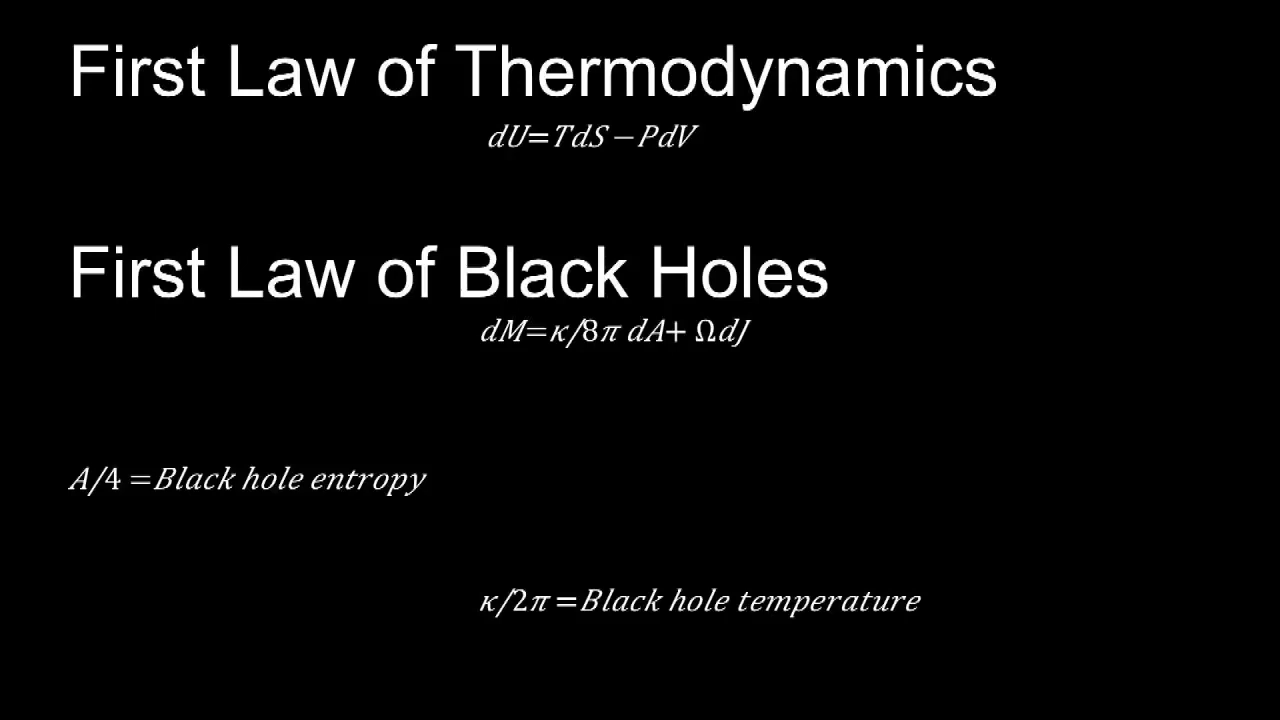 First Law of Thermodynamics
dU=TdS−PdV
First Law of Black Holes
dM=κ/8π dA+ ΩdJ
A/4 =Black hole entropy
κ/2π =Black hole temperature